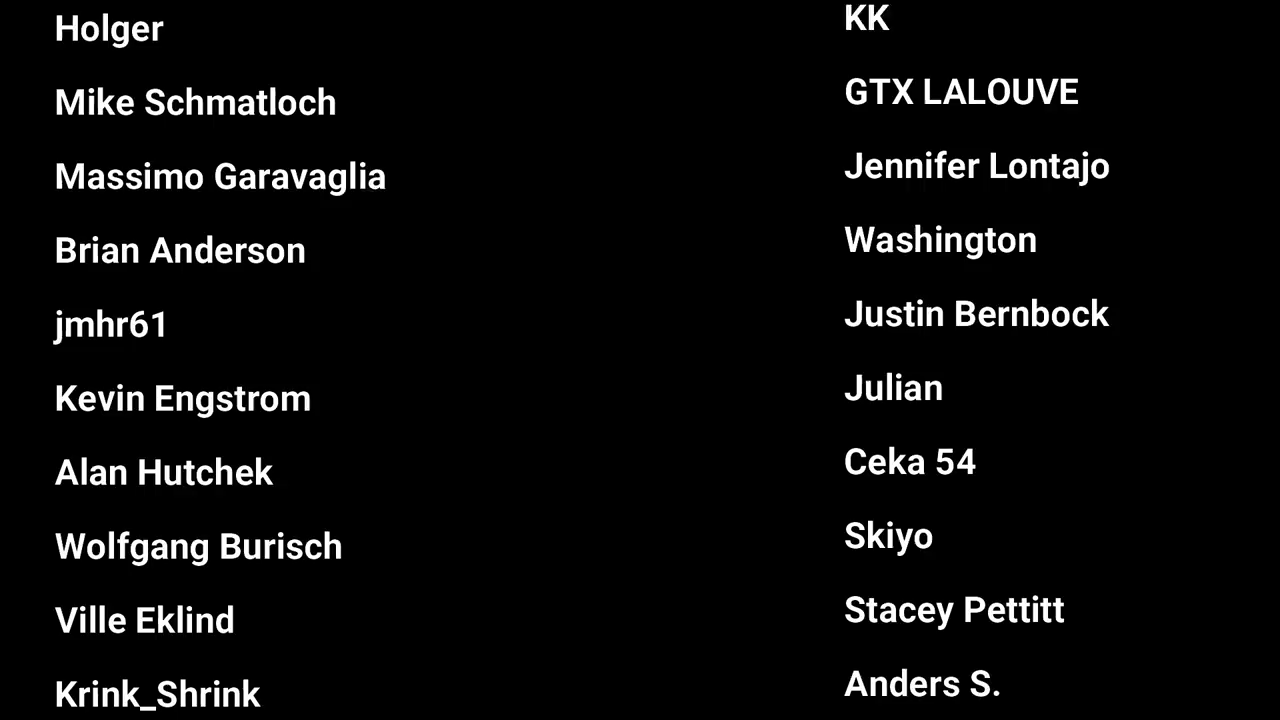 Holger
Mike Schmatloch
Massimo Garavaglia
Brian Anderson
jmhr61
Kevin Engstrom
Alan Hutchek
Wolfgang Burisch
Ville Eklind
Krink_Shrink
KK
GTX LALOUVE
Jennifer Lontajo
Washington
Justin Bernbock
Julian
Ceka 54
Skiyo
Stacey Pettitt
Anders S.